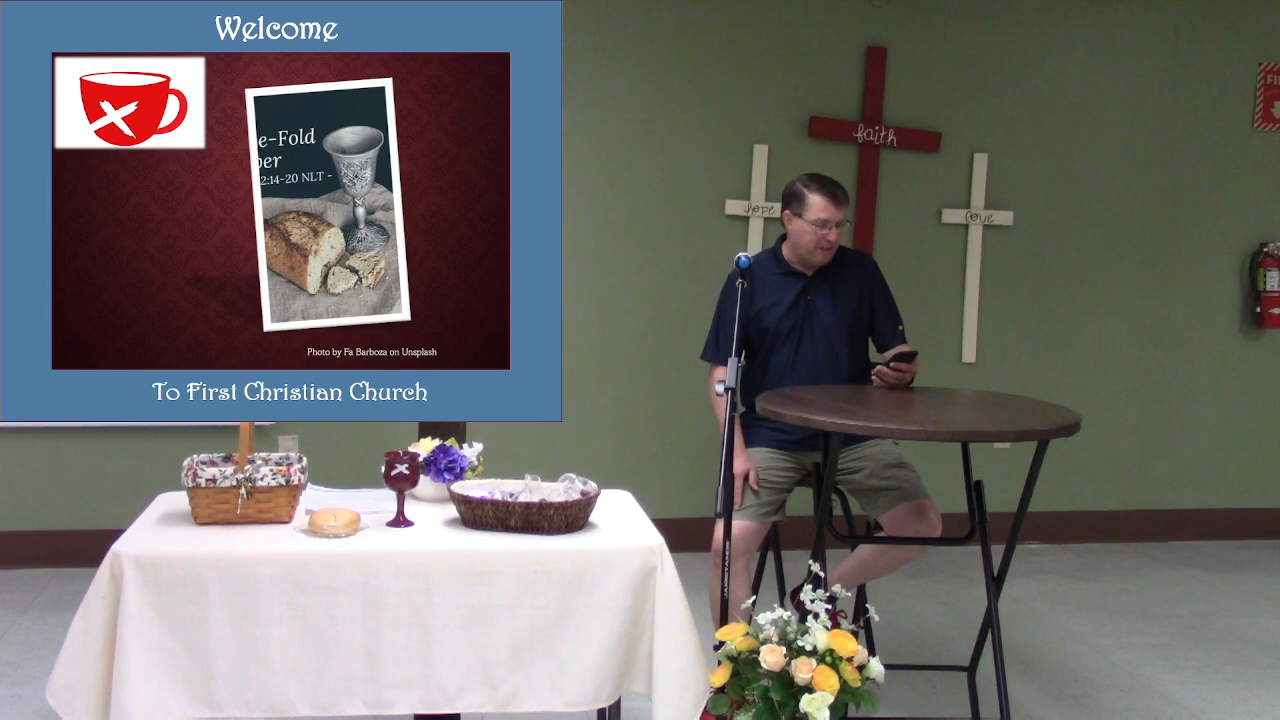 Welcome
e-Fold
per
2:14-20 NLT -
Photo by Fa Barboza on Unsplash
To First Christian Church
faith
hope
love